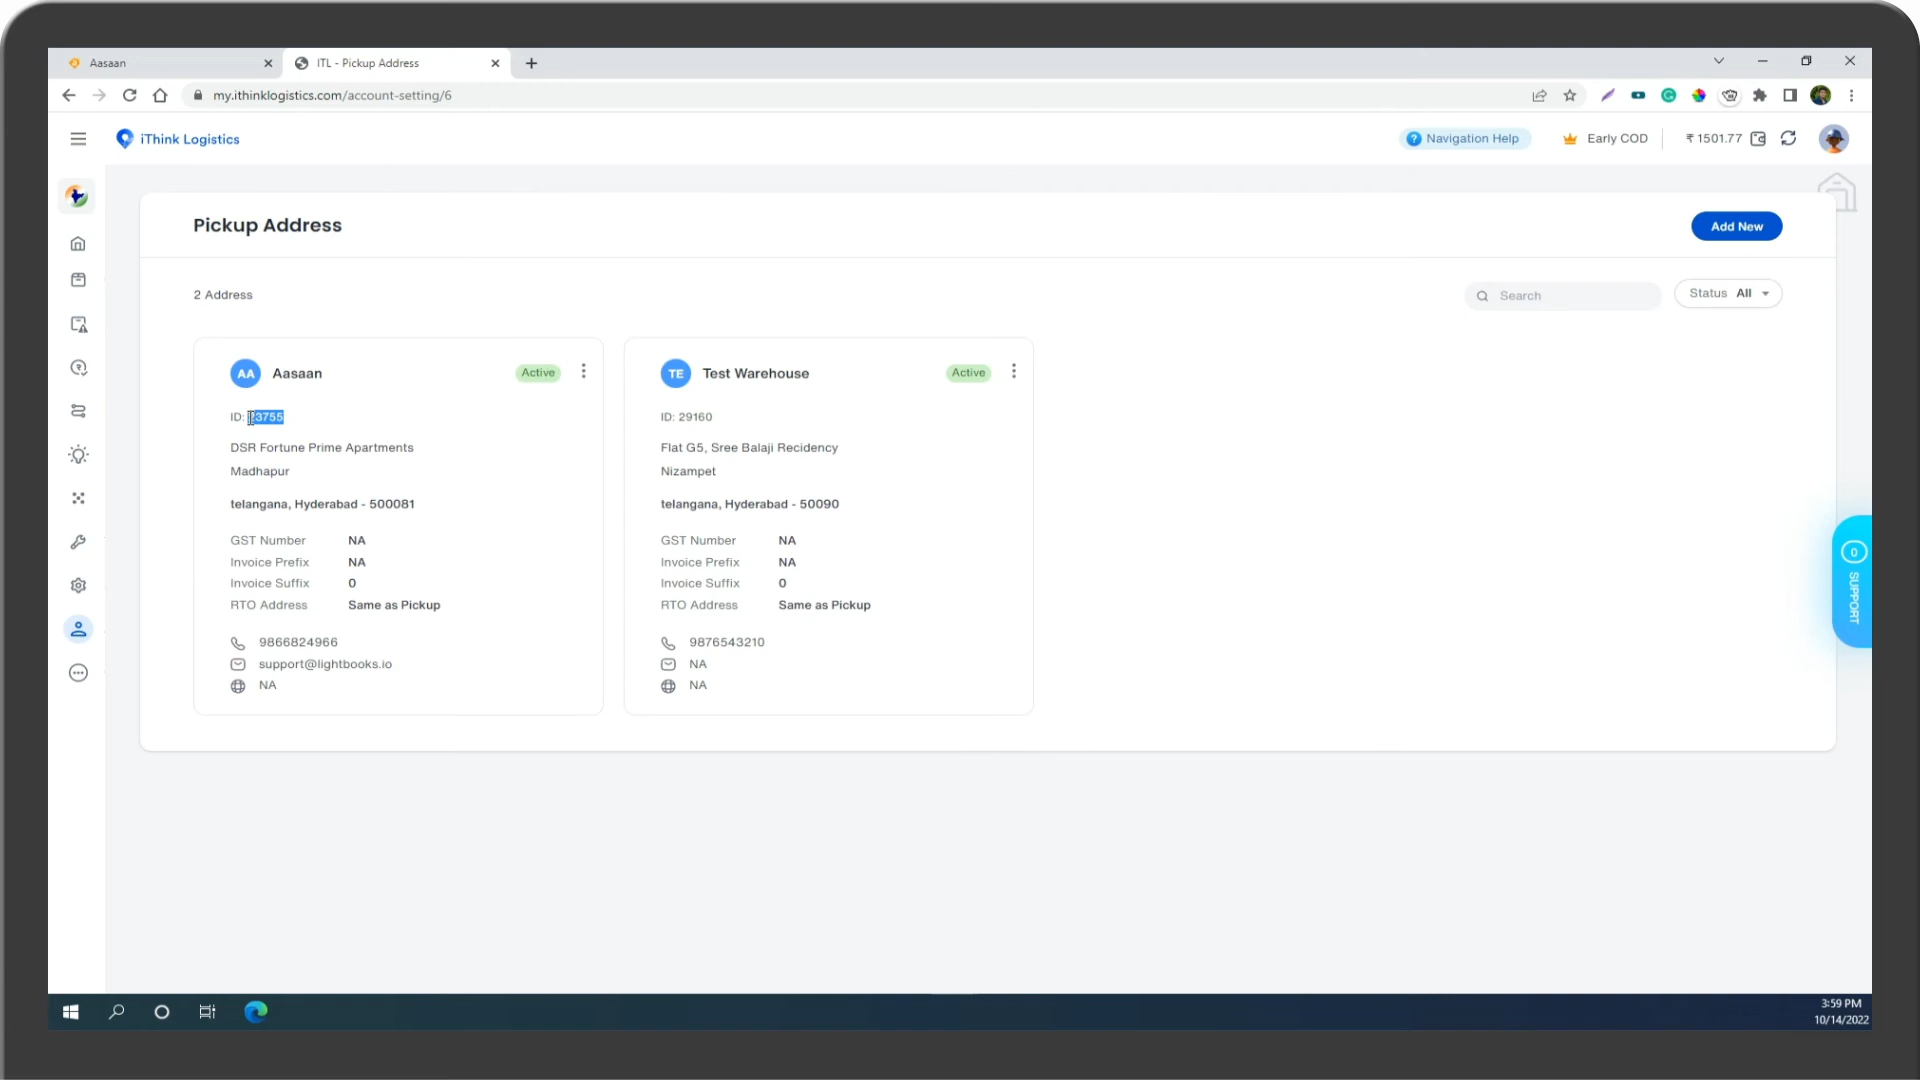 Aasaan
ITL - Pickup Address
my.ithinklogistics.com/account-setting/6
iThink Logistics
? Navigation Help
Early COD
₹ 1501.77
Pickup Address
Add New
2 Address
Search
Status All
AA Aasaan Active
ID:
DSR Fortune Prime Apartments
Madhapur
telangana, Hyderabad - 500081
GST Number NA
Invoice Prefix NA
Invoice Suffix 0
RTO Address Same as Pickup
9866824966
support@lightbooks.io
NA
TE Test Warehouse Active
ID: 29160
Flat G5, Sree Balaji Recidency
Nizampet
telangana, Hyderabad - 50090
GST Number NA
Invoice Prefix NA
Invoice Suffix 0
RTO Address Same as Pickup
9876543210
NA
NA
0 SUPPORT
3:59 PM
10/14/2022